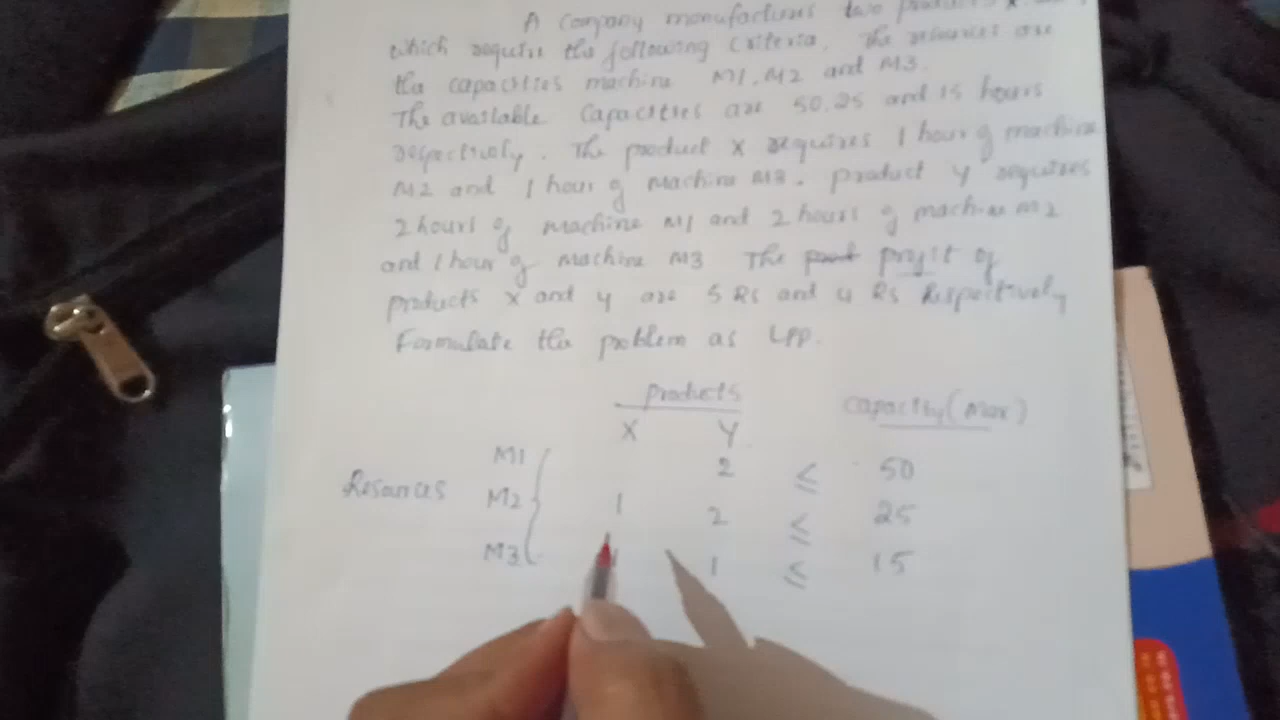 A Company manufactures two products X
which require the following Criteria. The resources are
the capacities machine M1, M2 and M3.
The available Capacities are 50, 25 and 15 hours
respectively. The product X requires 1 hour of machine
M2 and 1 hour of machine M3. product Y requires
2 hours of machine M1 and 2 hours of machine M2
and 1 hour of machine M3 The profit of
products X and Y are 5 Rs and 4 Rs Respectively
Formulate the problem as LPP.
products capacity (Max)
X Y
M1 2 ≤ 50
Resources M2 1 2 ≤ 25
M3 1 ≤ 15